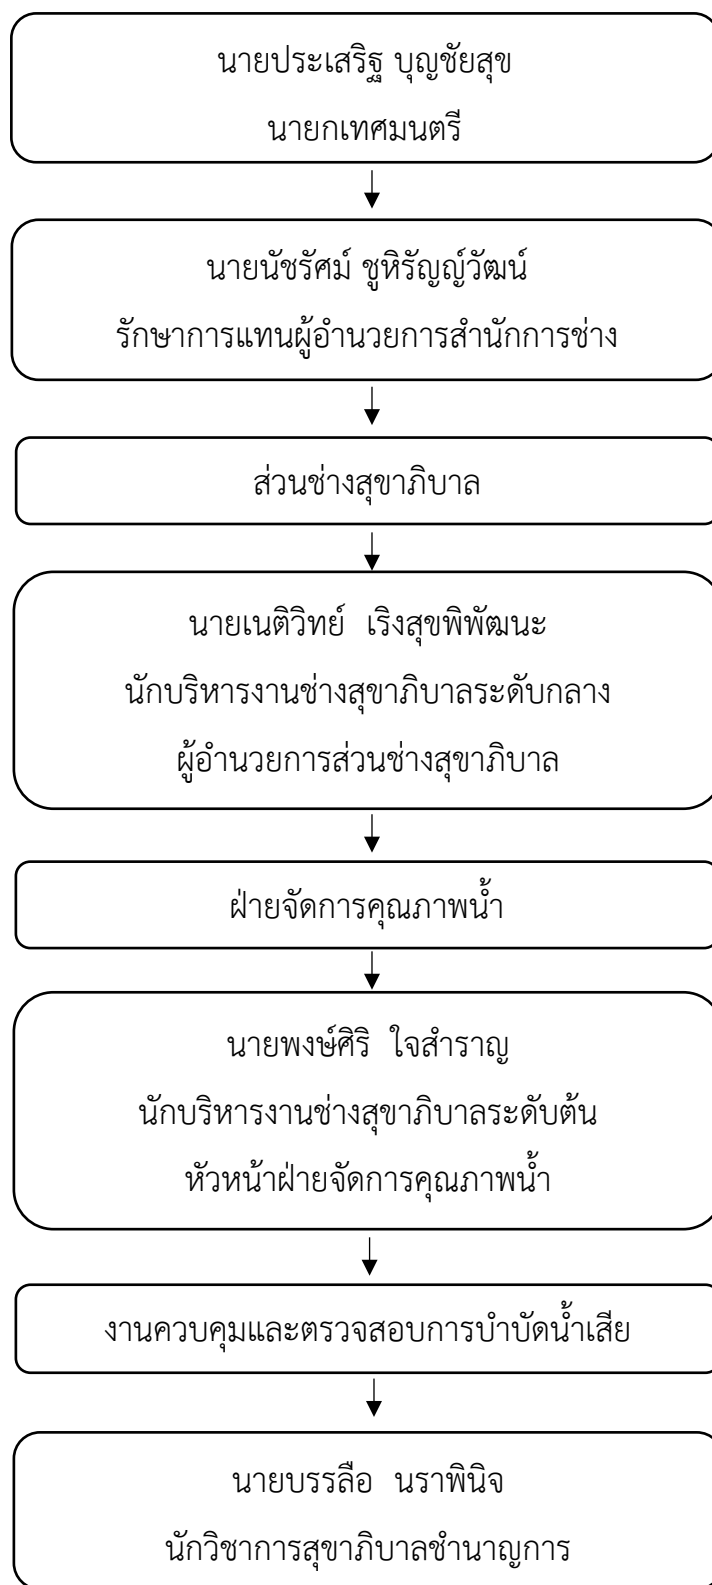 นายประเสริฐ บุญชัยสุข
นายกเทศมนตรี
นายนัชรัศม์ ชูหิรัญญ์วัฒน์
รักษาการแทนผู้อำนวยการสำนักการช่าง
ส่วนช่างสุขาภิบาล
นายเนติวิทย์ เริงสุขพิพัฒนะ
นักบริหารงานช่างสุขาภิบาลระดับกลาง
ผู้อำนวยการส่วนช่างสุขาภิบาล
ฝ่ายจัดการคุณภาพน้ำ
นายพงษ์ศิริ ใจสำราญ
นักบริหารงานช่างสุขาภิบาลระดับต้น
หัวหน้าฝ่ายจัดการคุณภาพน้ำ
งานควบคุมและตรวจสอบการบำบัดน้ำเสีย
นายบรรลือ นราพินิจ
นักวิชาการสุขาภิบาลชำนาญการ